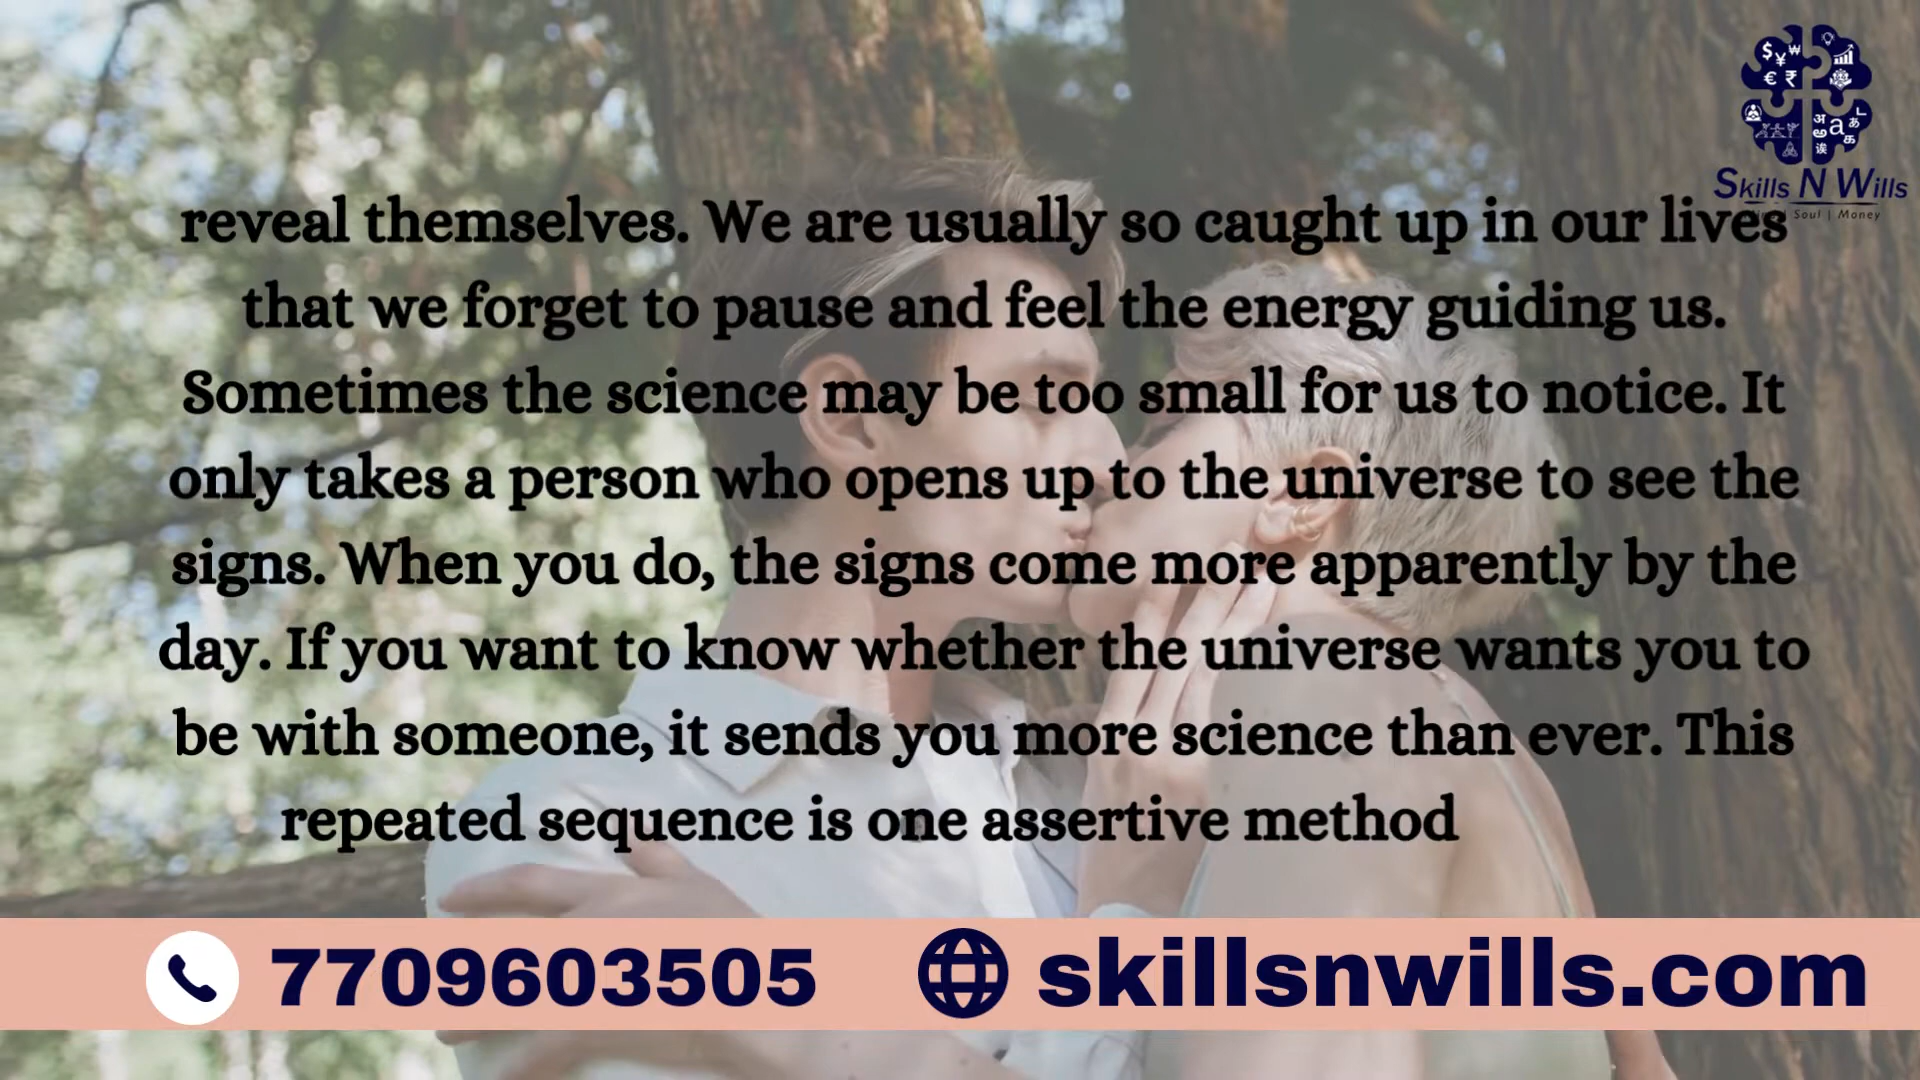 Skills N Wills
Soul | Money
reveal themselves. We are usually so caught up in our lives
that we forget to pause and feel the energy guiding us.
Sometimes the science may be too small for us to notice. It
only takes a person who opens up to the universe to see the
signs. When you do, the signs come more apparently by the
day. If you want to know whether the universe wants you to
be with someone, it sends you more science than ever. This
repeated sequence is one assertive method
7709603505
skillsnwills.com